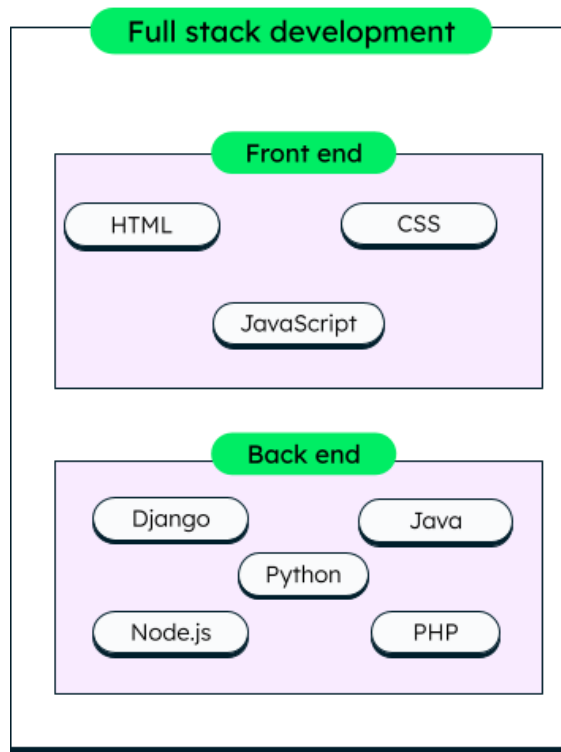 Full stack development
Front end
HTML
CSS
JavaScript
Back end
Django
Java
Python
Node.js
PHP